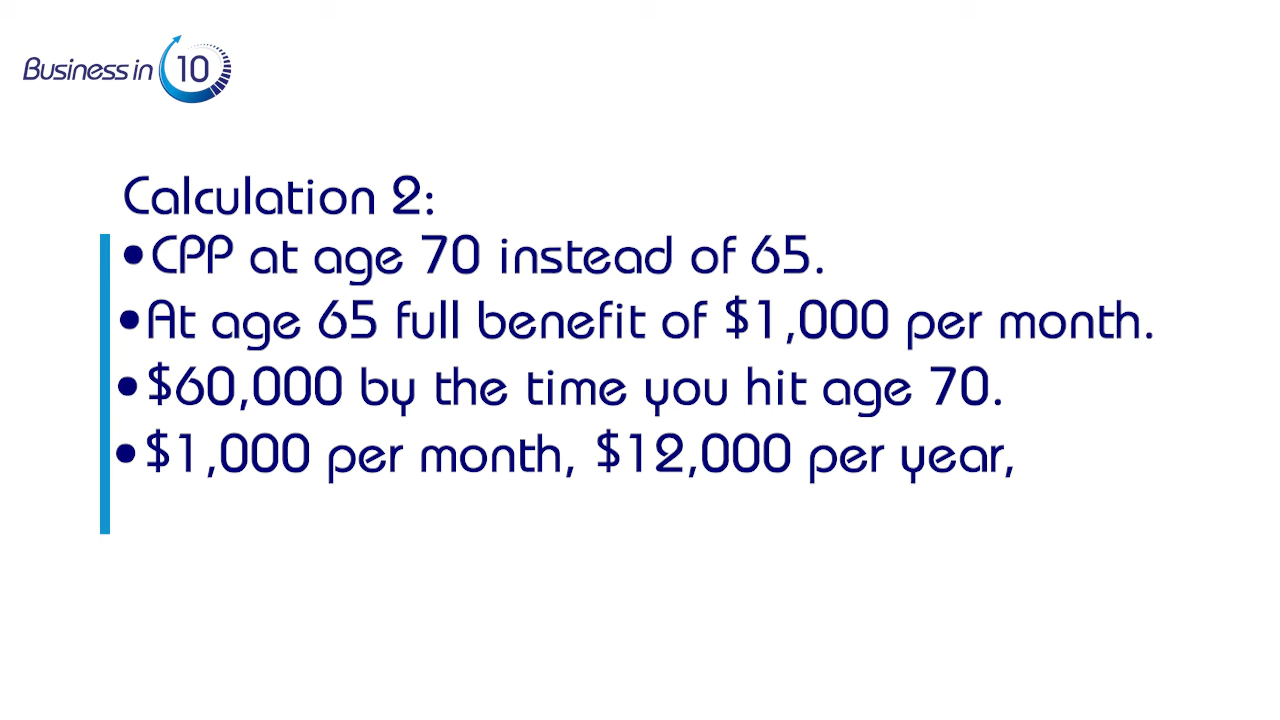 Business in 10
Calculation 2:
•CPP at age 70 instead of 65.
•At age 65 full benefit of $1,000 per month.
•$60,000 by the time you hit age 70.
•$1,000 per month, $12,000 per year,